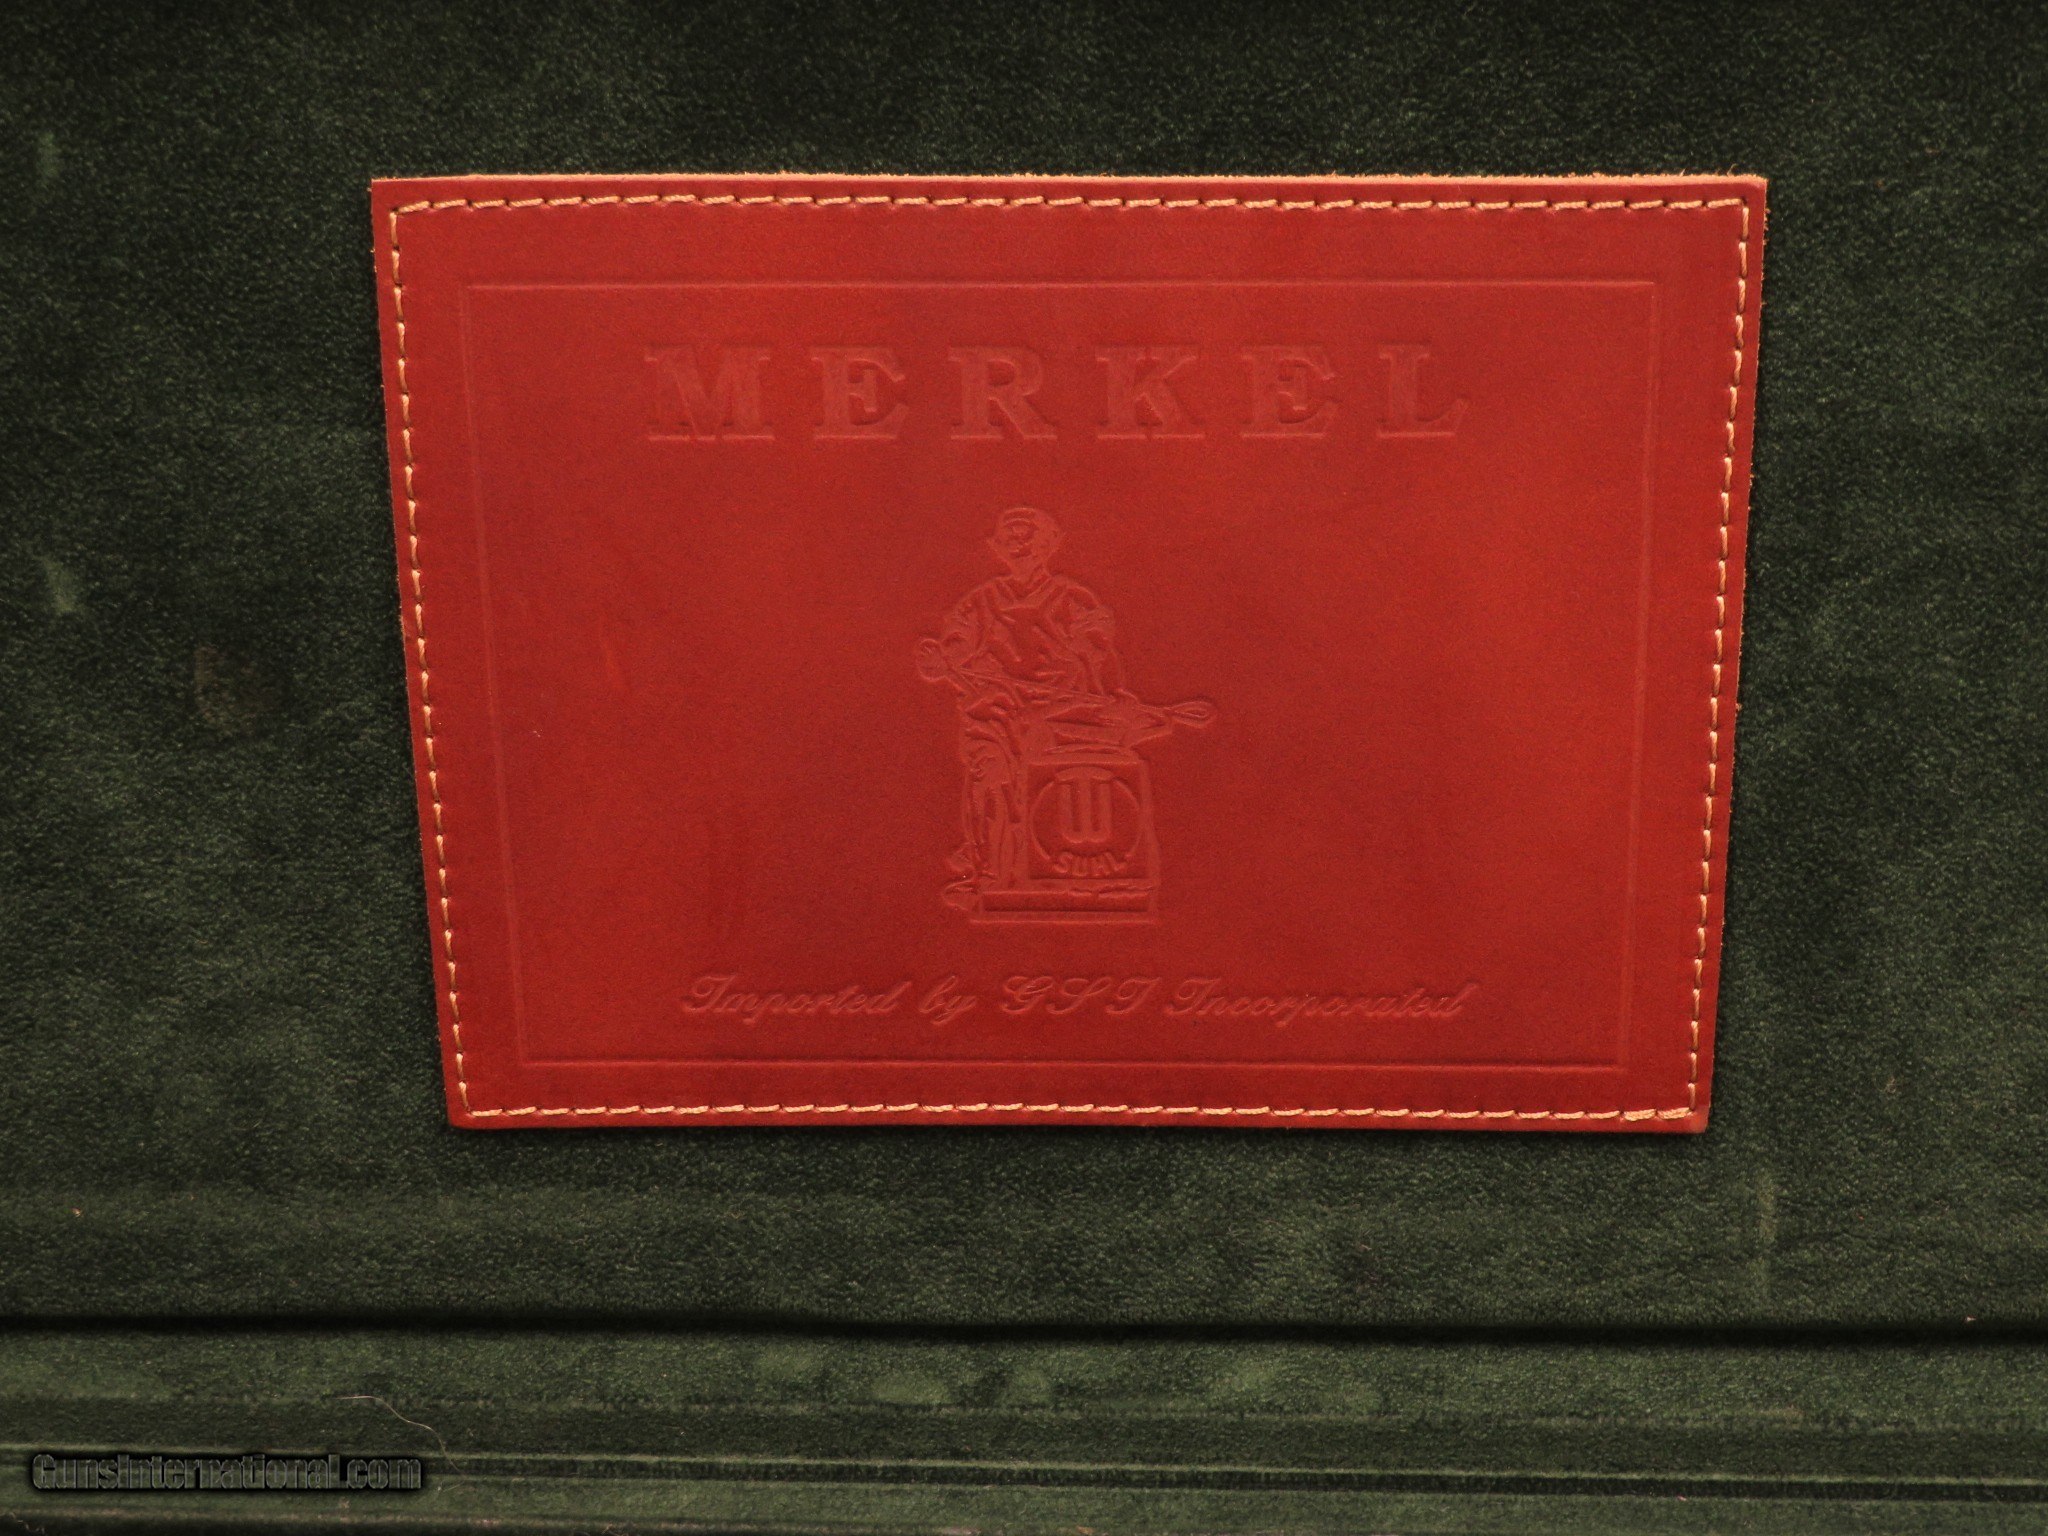 MERKEL
SUHL
Imported by GSI Incorporated
GunsInternational.com